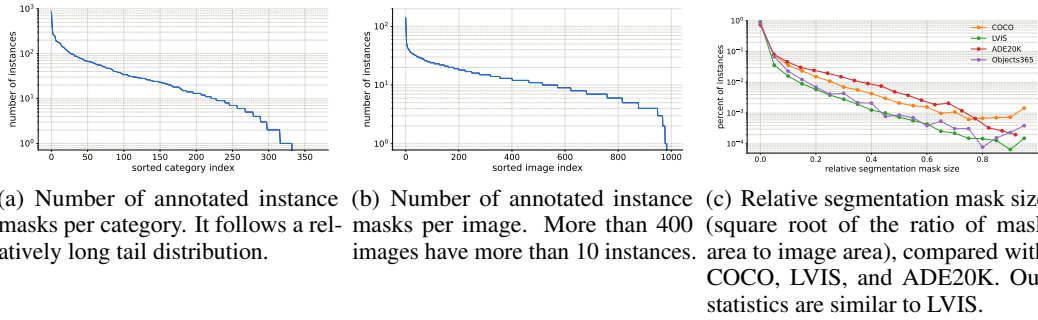 10³
10²
10¹
10⁰
number of instances
0 50 100 150 200 250 300 350
sorted category index
10²
10¹
10⁰
number of instances
0 200 400 600 800 1000
sorted image index
10⁰
10⁻¹
10⁻²
10⁻³
10⁻⁴
percent of instances
0.0 0.2 0.4 0.6 0.8
relative segmentation mask size
COCO
LVIS
ADE20K
Objects365
(a) Number of annotated instance
masks per category. It follows a rel-
atively long tail distribution.
(b) Number of annotated instance
masks per image. More than 400
images have more than 10 instances.
(c) Relative segmentation mask size
(square root of the ratio of mask
area to image area), compared with
COCO, LVIS, and ADE20K. Our
statistics are similar to LVIS.